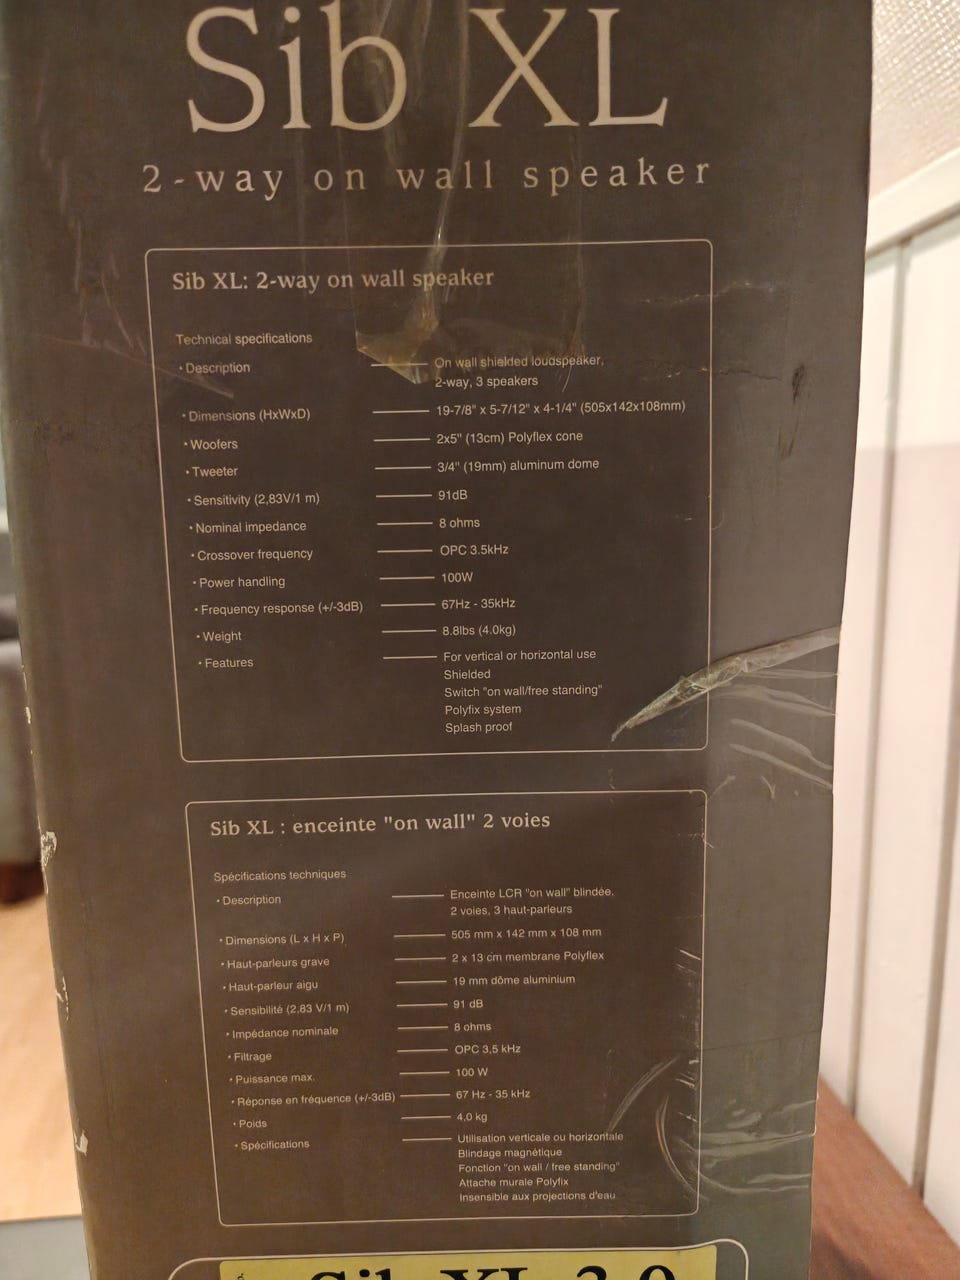 Sib XL
2-way on wall speaker
Sib XL: 2-way on wall speaker
Technical specifications
• Description On wall shielded loudspeaker,
2-way, 3 speakers
• Dimensions (HxWxD) 19-7/8" x 5-7/12" x 4-1/4" (505x142x108mm)
• Woofers 2x5" (13cm) Polyflex cone
• Tweeter 3/4" (19mm) aluminum dome
• Sensitivity (2,83V/1 m) 91dB
• Nominal impedance 8 ohms
• Crossover frequency OPC 3.5kHz
• Power handling 100W
• Frequency response (+/-3dB) 67Hz - 35kHz
• Weight 8.8lbs (4.0kg)
• Features For vertical or horizontal use
Shielded
Switch "on wall/free standing"
Polyfix system
Splash proof
Sib XL : enceinte "on wall" 2 voies
Spécifications techniques
• Description Enceinte LCR "on wall" blindée.
2 voies, 3 haut-parleurs
• Dimensions (L x H x P) 505 mm x 142 mm x 108 mm
• Haut-parleurs grave 2 x 13 cm membrane Polyflex
• Haut-parleur aigu 19 mm dôme aluminium
• Sensibilité (2,83 V/1 m) 91 dB
• Impédance nominale 8 ohms
• Filtrage OPC 3,5 kHz
• Puissance max. 100 W
• Réponse en fréquence (+/-3dB) 67 Hz - 35 kHz
• Poids 4,0 kg
• Spécifications Utilisation verticale ou horizontale
Blindage magnétique
Fonction "on wall / free standing"
Attache murale Polyfix
Insensible aux projections d'eau
Sib XL 3.0